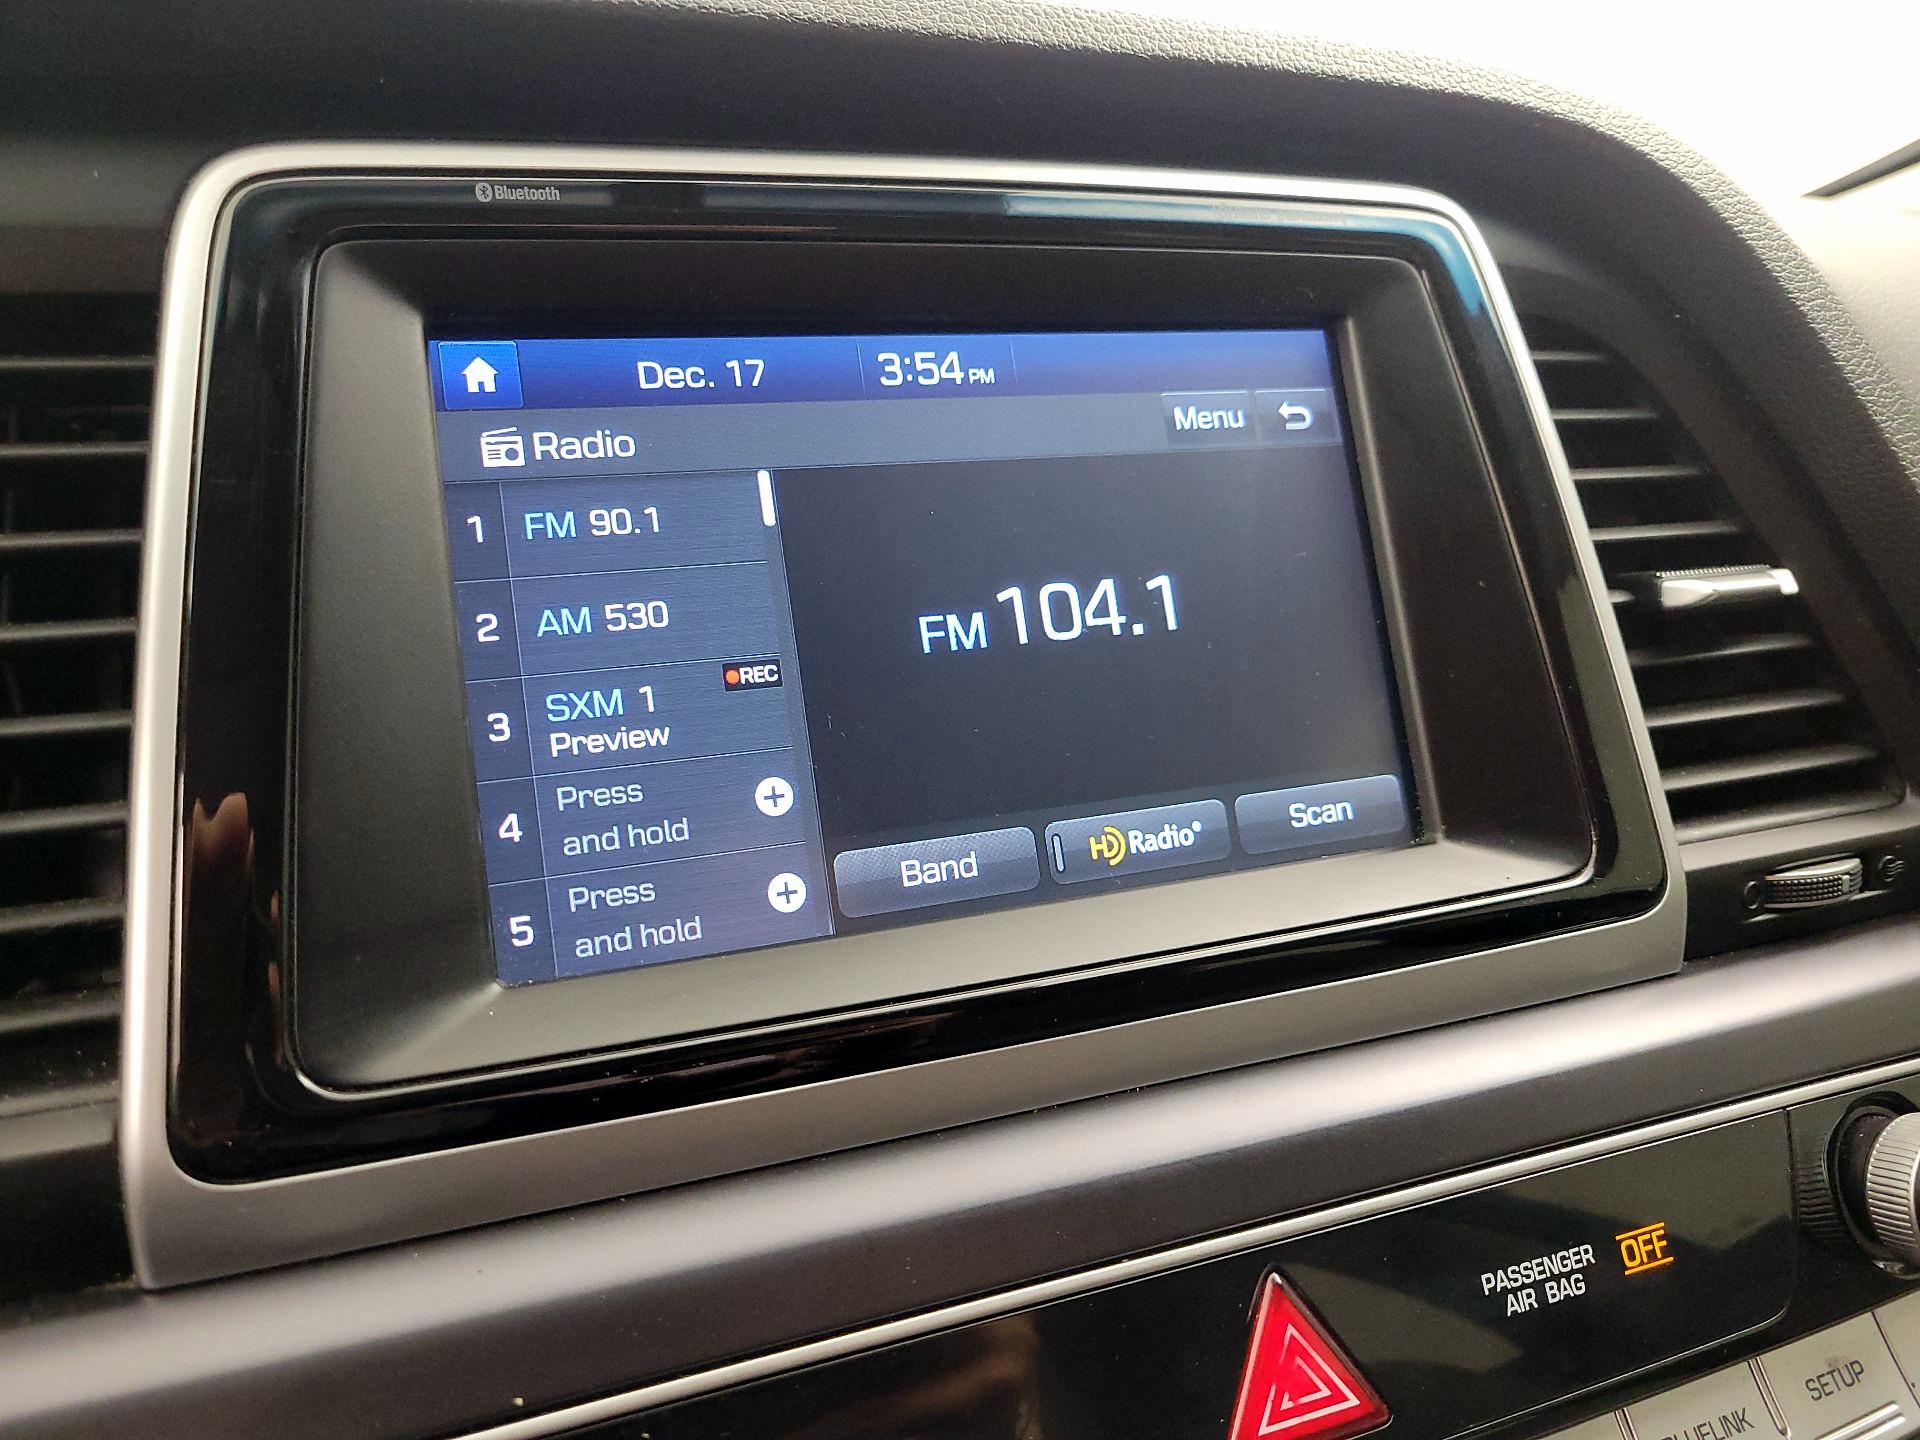 Bluetooth
Dec. 17 3:54 PM
Menu
Radio
1 FM 90.1
2 AM 530
REC
3 SXM 1
Preview
4 Press
and hold
5 Press
and hold
FM 104.1
Band HD Radio® Scan
PASSENGER
AIR BAG OFF
SETUP